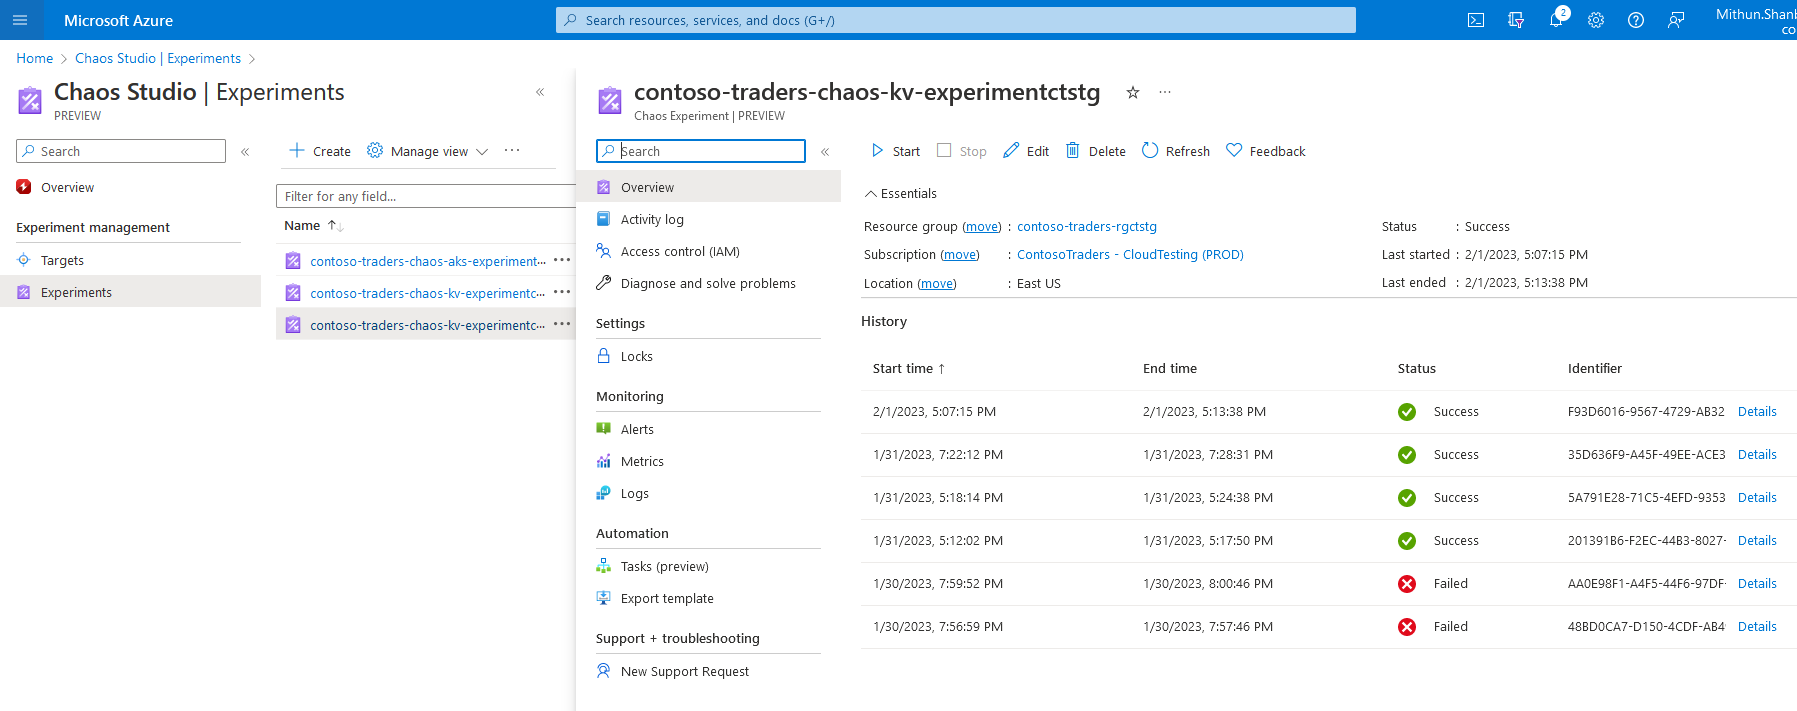 Microsoft Azure
Search resources, services, and docs (G+/)
2
Mithun.Shanb
co
Home
Chaos Studio | Experiments
Chaos Studio | Experiments
PREVIEW
Search
Overview
Experiment management
Targets
Experiments
Create
Manage view
Filter for any field...
Name
contoso-traders-chaos-aks-experiment...
contoso-traders-chaos-kv-experimentc...
contoso-traders-chaos-kv-experimentc...
contoso-traders-chaos-kv-experimentctstg
Chaos Experiment | PREVIEW
Search
Overview
Activity log
Access control (IAM)
Diagnose and solve problems
Settings
Locks
Monitoring
Alerts
Metrics
Logs
Automation
Tasks (preview)
Export template
Support + troubleshooting
New Support Request
Start Stop Edit Delete Refresh Feedback
Essentials
Resource group (move) : contoso-traders-rgctstg
Subscription (move) : ContosoTraders - CloudTesting (PROD)
Location (move) : East US
Status : Success
Last started : 2/1/2023, 5:07:15 PM
Last ended : 2/1/2023, 5:13:38 PM
History
Start time End time Status Identifier
2/1/2023, 5:07:15 PM 2/1/2023, 5:13:38 PM Success F93D6016-9567-4729-AB32 Details
1/31/2023, 7:22:12 PM 1/31/2023, 7:28:31 PM Success 35D636F9-A45F-49EE-ACE3 Details
1/31/2023, 5:18:14 PM 1/31/2023, 5:24:38 PM Success 5A791E28-71C5-4EFD-9353 Details
1/31/2023, 5:12:02 PM 1/31/2023, 5:17:50 PM Success 201391B6-F2EC-44B3-8027- Details
1/30/2023, 7:59:52 PM 1/30/2023, 8:00:46 PM Failed AA0E98F1-A4F5-44F6-97DF- Details
1/30/2023, 7:56:59 PM 1/30/2023, 7:57:46 PM Failed 48BD0CA7-D150-4CDF-AB4 Details